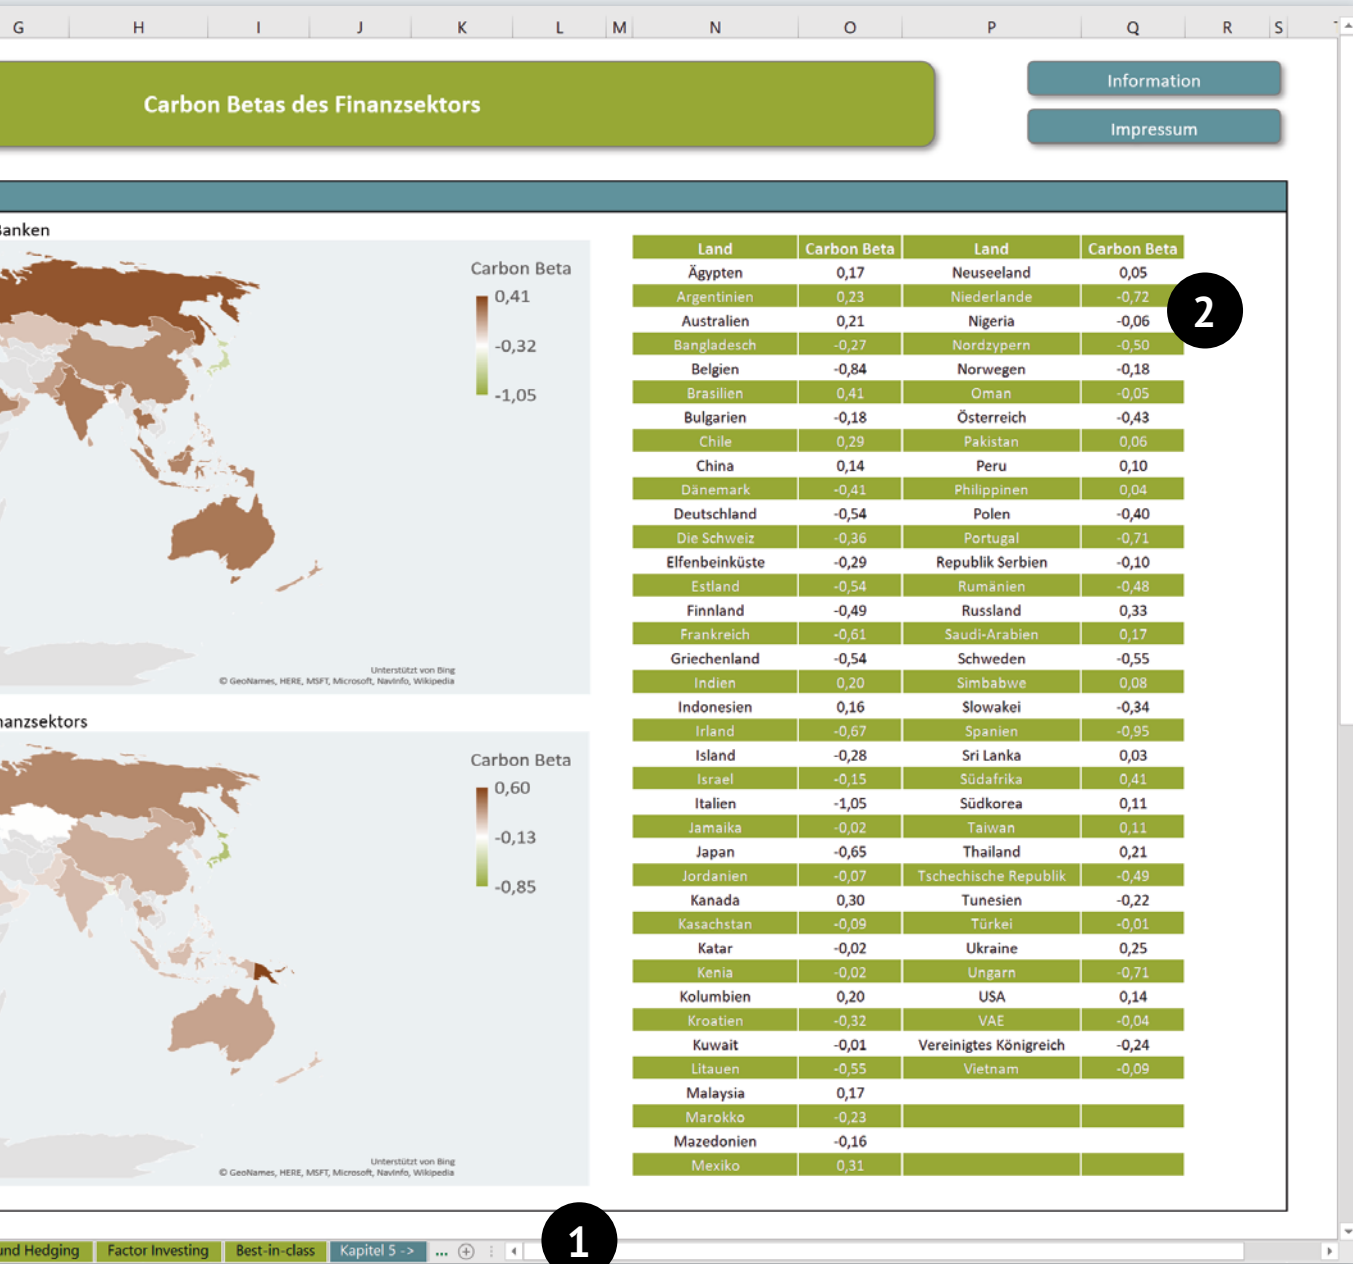 G H I J K L M N O P Q R S
Carbon Betas des Finanzsektors
Information
Impressum
Banken
Carbon Beta
0,41
-0,32
-1,05
Unterstützt von Bing
© GeoNames, HERE, MSFT, Microsoft, NavInfo, Wikipedia
Carbon Beta
0,60
-0,13
-0,85
Unterstützt von Bing
© GeoNames, HERE, MSFT, Microsoft, Navinfo, Wikipedia
Land Carbon Beta Land Carbon Beta
Ägypten 0,17 Neuseeland 0,05
Argentinien 0,23 Niederlande -0,72
2
Australien 0,21 Nigeria -0,06
Bangladesch -0,27 Nordzypern -0,50
Belgien -0,84 Norwegen -0,18
Brasilien 0,41 Oman -0,05
Bulgarien -0,18 Österreich -0,43
Chile 0,29 Pakistan 0,06
China 0,14 Peru 0,10
Dänemark -0,41 Philippinen 0,04
Deutschland -0,54 Polen -0,40
Die Schweiz -0,36 Portugal -0,71
Elfenbeinküste -0,29 Republik Serbien -0,10
Estland -0,54 Rumänien -0,48
Finnland -0,49 Russland 0,33
Frankreich -0,61 Saudi-Arabien 0,17
Griechenland -0,54 Schweden -0,55
Indien 0,20 Simbabwe 0,08
Indonesien 0,16 Slowakei -0,34
Irland -0,67 Spanien -0,95
Island -0,28 Sri Lanka 0,03
Israel -0,15 Südafrika 0,41
Italien -1,05 Südkorea 0,11
Jamaika -0,02 Taiwan 0,11
Japan -0,65 Thailand 0,21
Jordanien -0,07 Tschechische Republik -0,49
Kanada 0,30 Tunesien -0,22
Kasachstan -0,09 Türkei -0,01
Katar -0,02 Ukraine 0,25
Kenia -0,02 Ungarn -0,71
Kolumbien 0,20 USA 0,14
Kroatien -0,32 VAE -0,04
Kuwait -0,01 Vereinigtes Königreich -0,24
Litauen -0,55 Vietnam -0,09
Malaysia 0,17
Marokko -0,23
Mazedonien -0,16
Mexiko 0,31
und Hedging Factor Investing Best-in-class Kapitel 5 -> ...
1